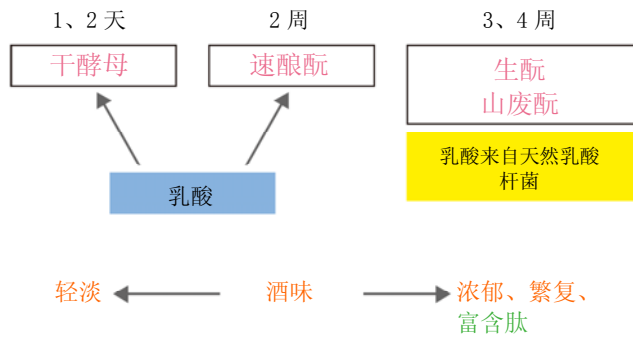 1、2 天
2 周
3、4 周
干酵母
速酿酛
生酛
山废酛
乳酸
乳酸来自天然乳酸
杆菌
轻淡
酒味
浓郁、繁复、
富含肽